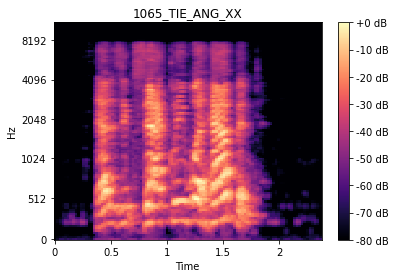 1065_TIE_ANG_XX
8192
4096
2048
1024
512
0
Hz
0
0.5
1
1.5
2
Time
+0 dB
-10 dB
-20 dB
-30 dB
-40 dB
-50 dB
-60 dB
-70 dB
-80 dB